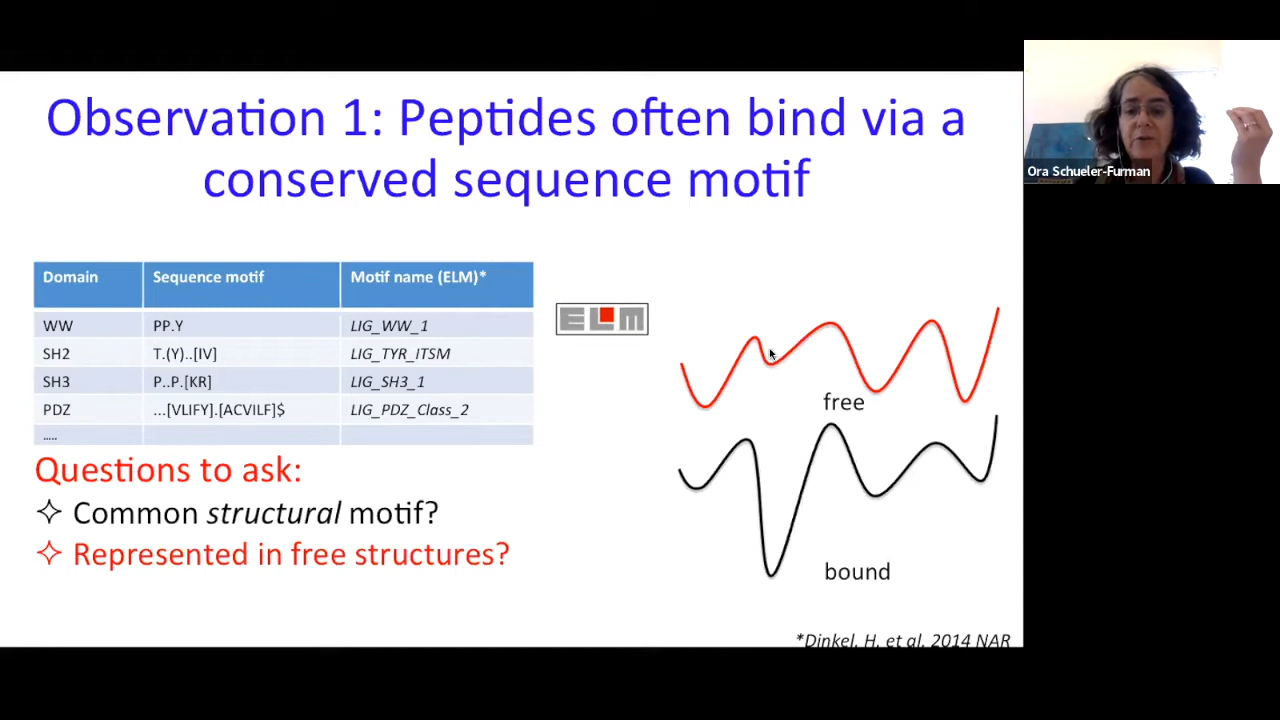 Observation 1: Peptides often bind via a
conserved sequence motif
Ora Schueler-Furman
Domain Sequence motif Motif name (ELM)*
WW PP.Y LIG_WW_1
SH2 T.(Y)..[IV] LIG_TYR_ITSM
SH3 P..P.[KR] LIG_SH3_1
PDZ ...[VLIFY].[ACVILF]$ LIG_PDZ_Class_2
.....
ELM
free
bound
Questions to ask:
✧ Common structural motif?
✧ Represented in free structures?
*Dinkel, H. et al. 2014 NAR